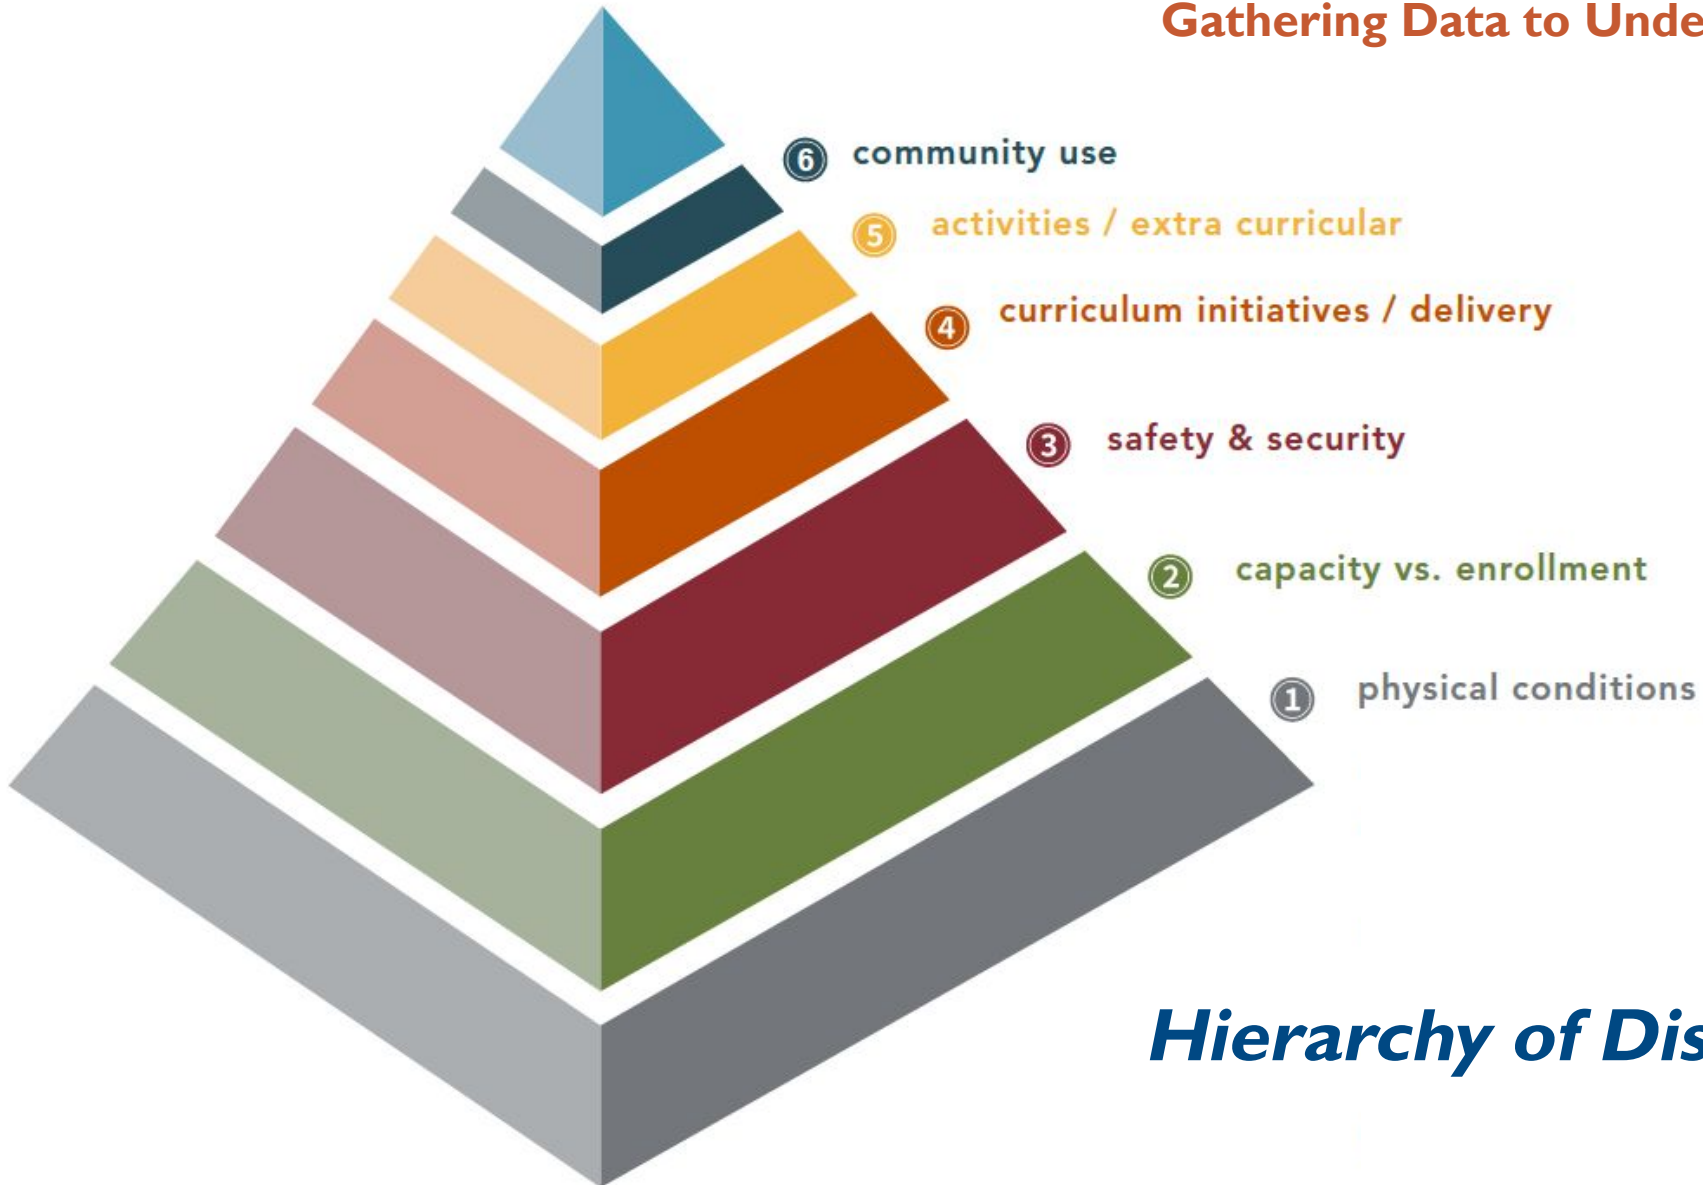 Gathering Data to Unde
6 community use
5 activities / extra curricular
4 curriculum initiatives / delivery
3 safety & security
2 capacity vs. enrollment
1 physical conditions
Hierarchy of Dis